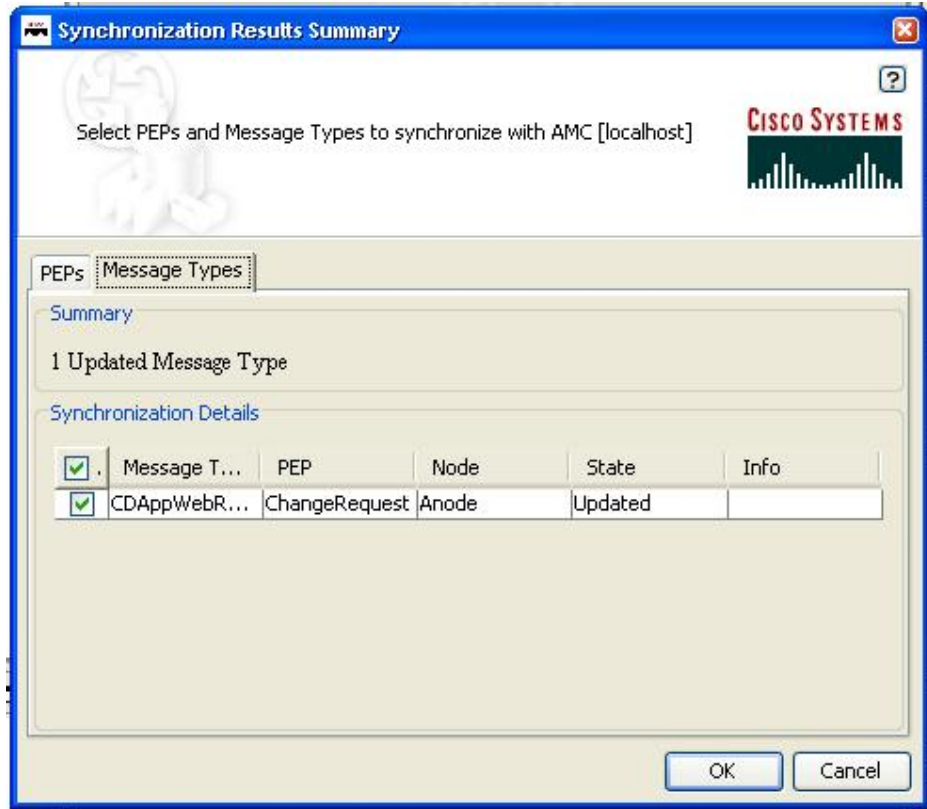 Synchronization Results Summary
?
Select PEPs and Message Types to synchronize with AMC [localhost]
CISCO SYSTEMS
PEPs Message Types
Summary
1 Updated Message Type
Synchronization Details
. Message T... PEP Node State Info
CDAppWebR... ChangeRequest Anode Updated
OK Cancel